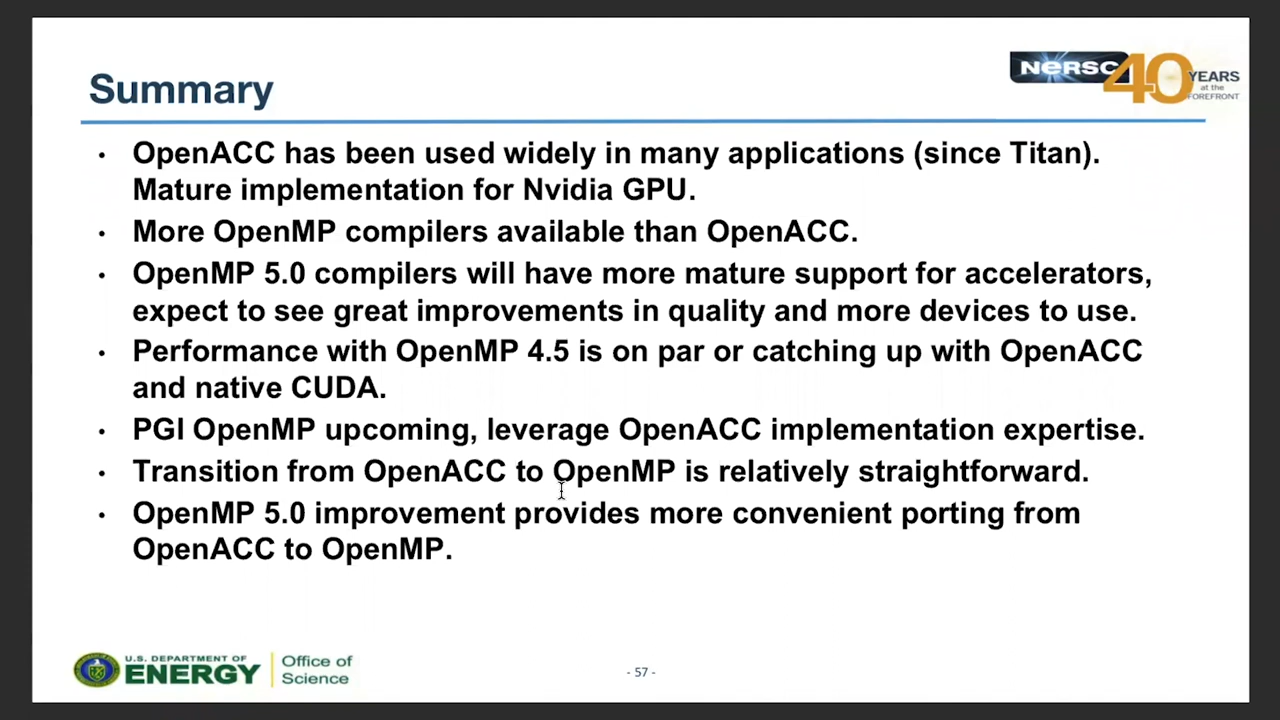 Summary
NERSC
40 YEARS
at the
FOREFRONT
• OpenACC has been used widely in many applications (since Titan).
Mature implementation for Nvidia GPU.
• More OpenMP compilers available than OpenACC.
• OpenMP 5.0 compilers will have more mature support for accelerators,
expect to see great improvements in quality and more devices to use.
• Performance with OpenMP 4.5 is on par or catching up with OpenACC
and native CUDA.
• PGI OpenMP upcoming, leverage OpenACC implementation expertise.
• Transition from OpenACC to OpenMP is relatively straightforward.
• OpenMP 5.0 improvement provides more convenient porting from
OpenACC to OpenMP.
U.S. DEPARTMENT OF
ENERGY
Office of
Science
- 57 -